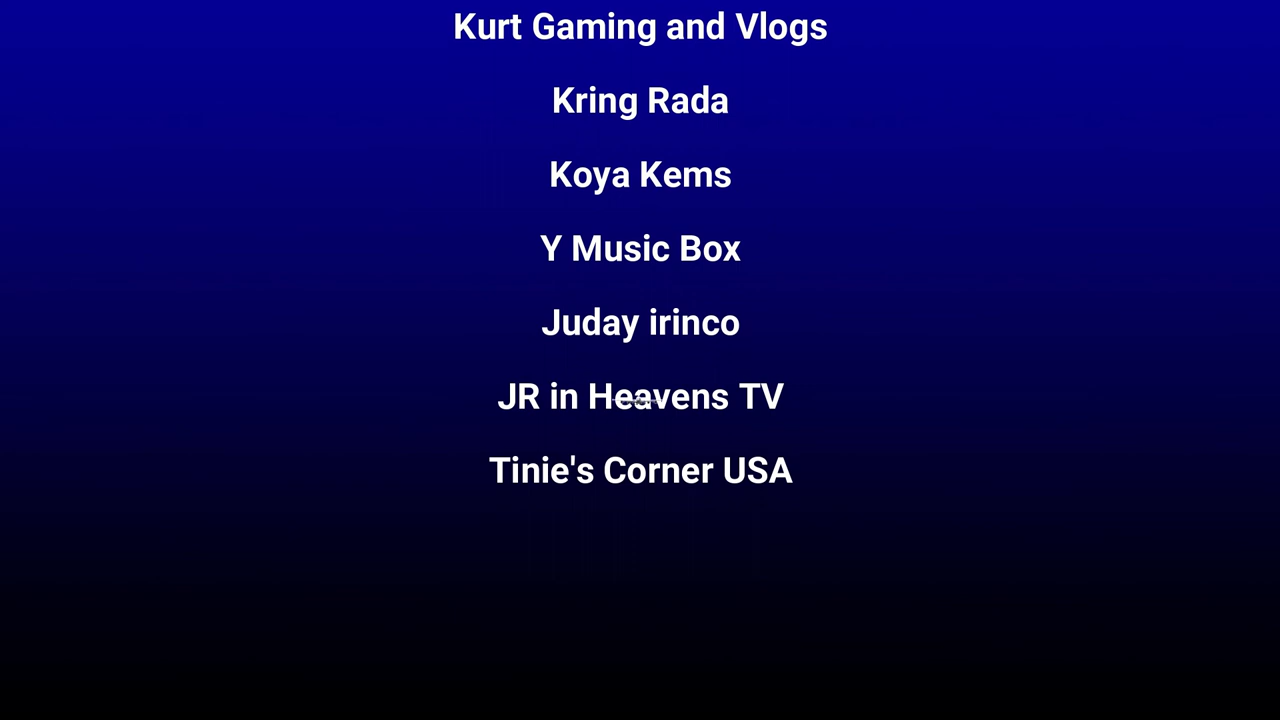 Kurt Gaming and Vlogs
Kring Rada
Koya Kems
Y Music Box
Juday irinco
JR in Heavens TV
Tinie's Corner USA